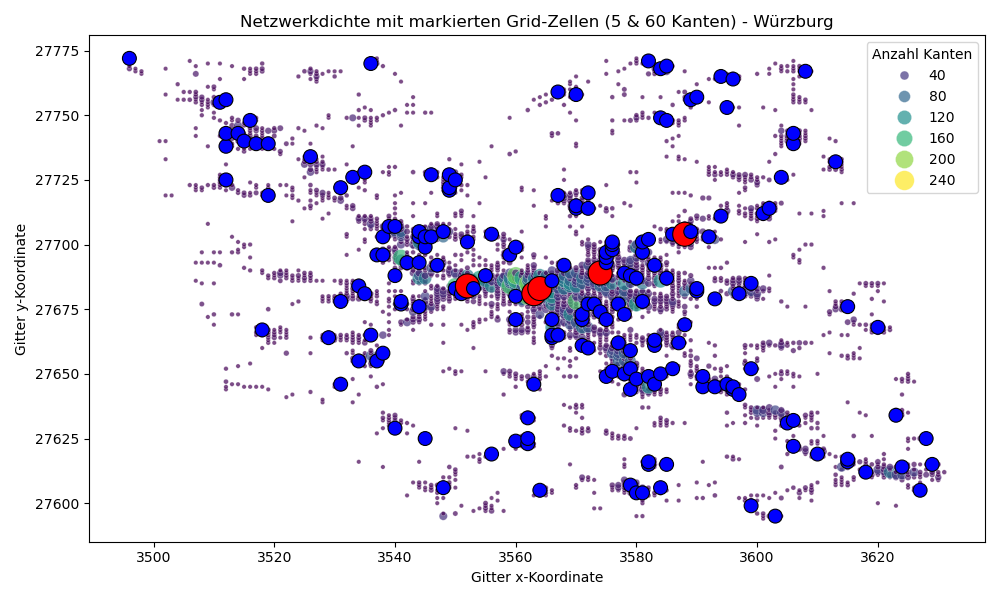 Netzwerkdichte mit markierten Grid-Zellen (5 & 60 Kanten) - Würzburg
Anzahl Kanten
40
80
120
160
200
240
Gitter y-Koordinate
27775
27750
27725
27700
27675
27650
27625
27600
3500 3520 3540 3560 3580 3600 3620
Gitter x-Koordinate